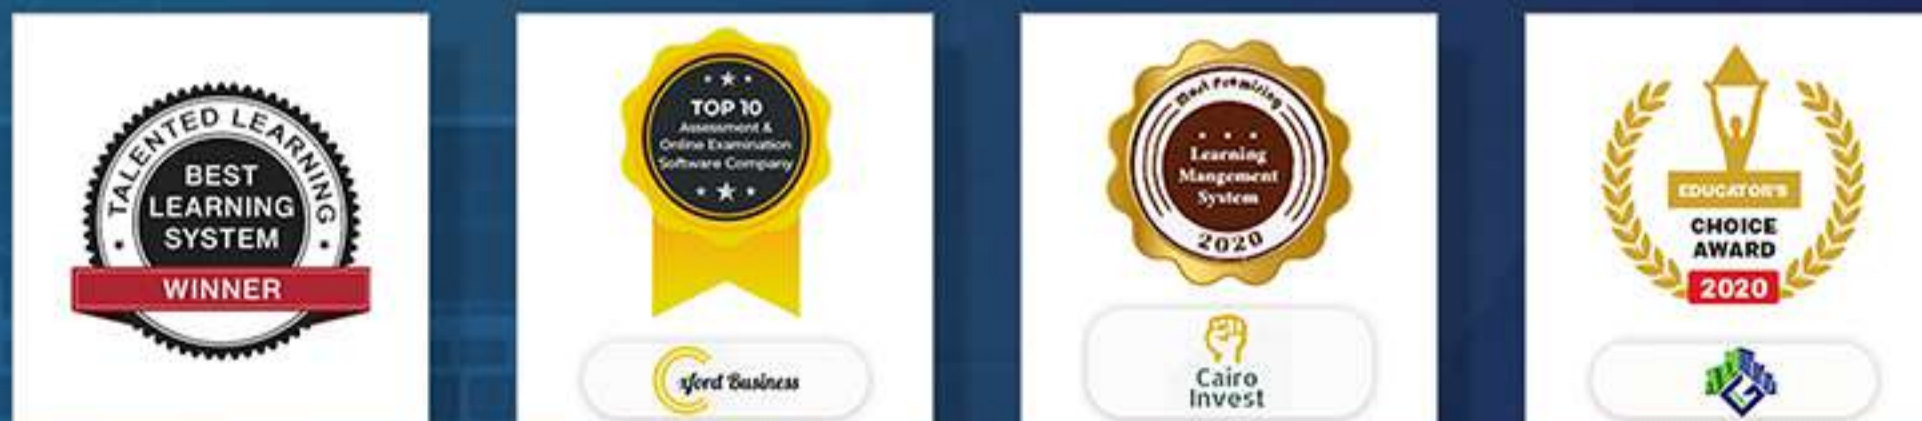 TALENTED LEARNING
BEST
LEARNING
SYSTEM
WINNER
TOP 10
Assessment &
Online Examination
Software Company
xford Business
Most Promising
Learning
Mangement
System
2020
Cairo
Invest
EDUCATOR'S
CHOICE
AWARD
2020